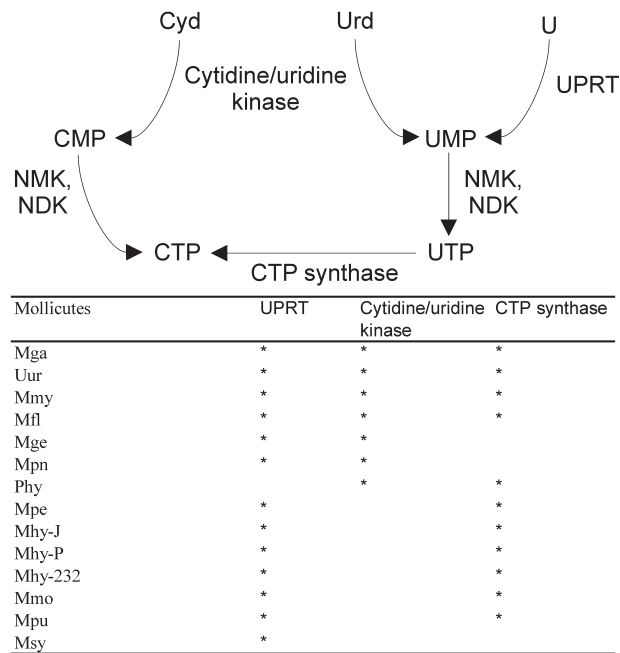 Cyd Urd U
Cytidine/uridine
kinase
UPRT
CMP UMP
NMK,
NDK
NMK,
NDK
CTP UTP
CTP synthase
Mollicutes UPRT Cytidine/uridine kinase CTP synthase
Mga * * *
Uur * * *
Mmy * * *
Mfl * * *
Mge * *
Mpn * *
Phy * *
Mpe * *
Mhy-J * *
Mhy-P * *
Mhy-232 * *
Mmo * *
Mpu * *
Msy *